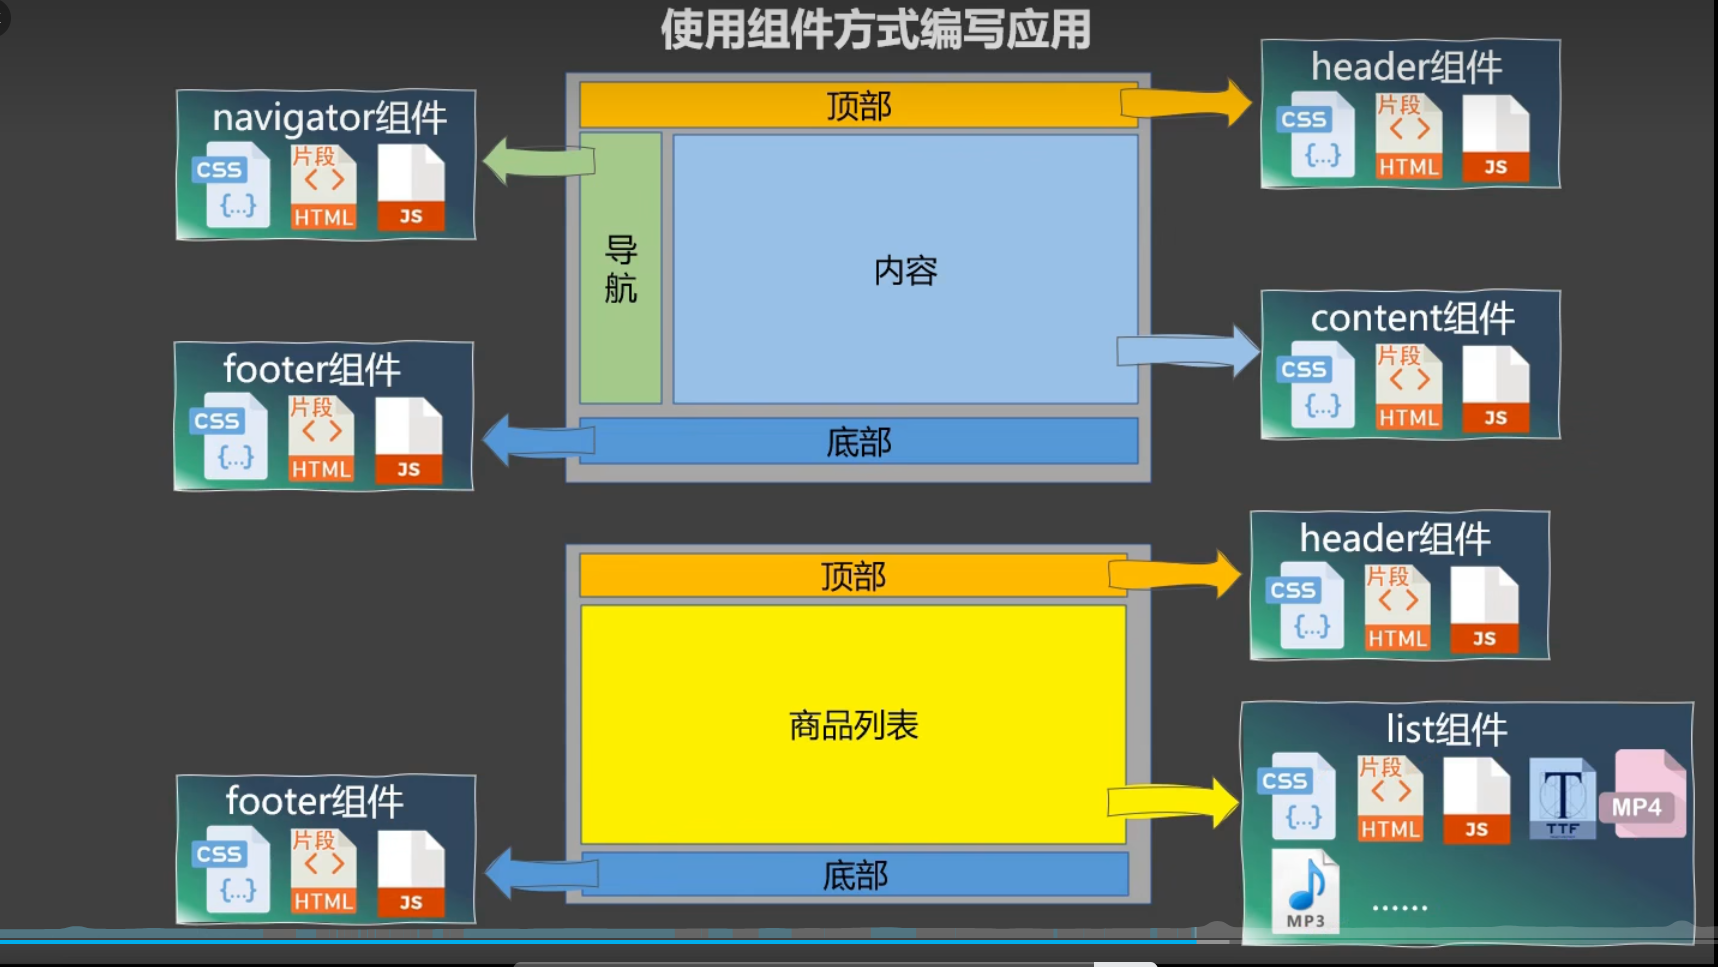 使用组件方式编写应用
navigator组件
CSS
{...}
片段
< >
HTML
JS
顶部
导
航
内容
底部
header组件
CSS
{...}
片段
< >
HTML
JS
footer组件
CSS
{...}
片段
< >
HTML
JS
content组件
CSS
{...}
片段
< >
HTML
JS
顶部
商品列表
底部
header组件
CSS
{...}
片段
< >
HTML
JS
footer组件
CSS
{...}
片段
< >
HTML
JS
list组件
CSS
{...}
片段
< >
HTML
JS
T
TTF
MP4
MP3
......